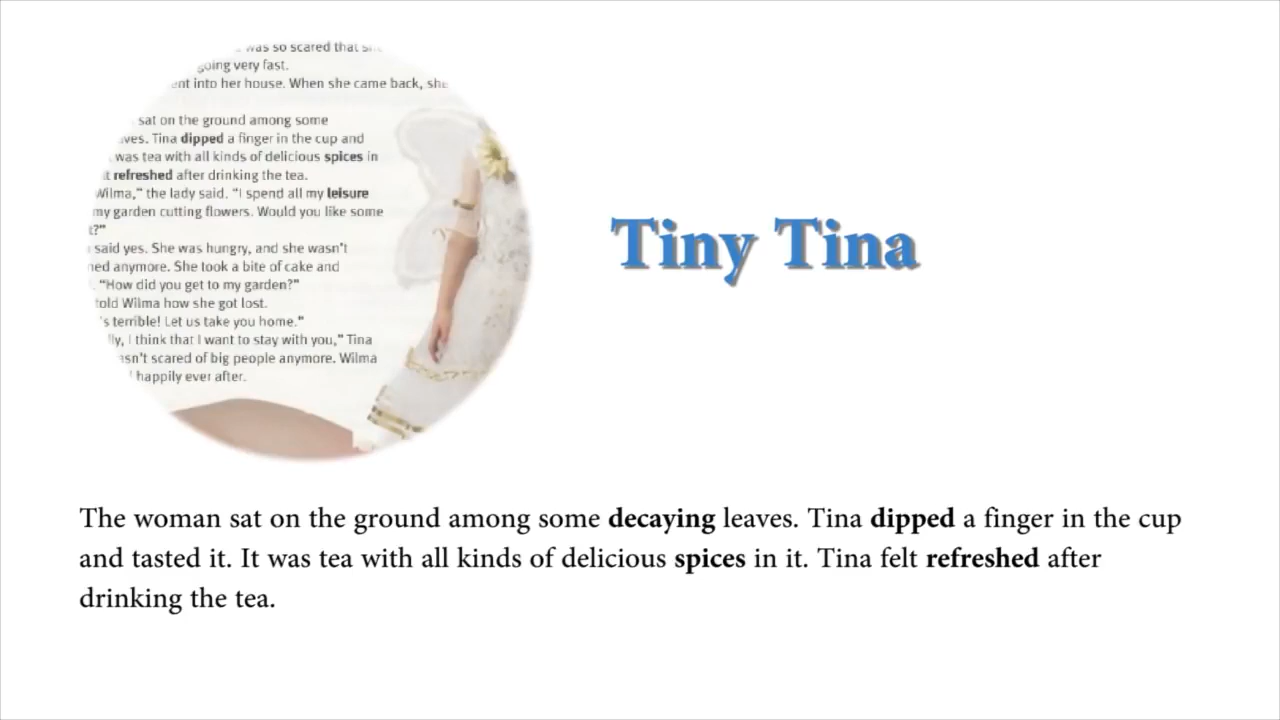 was so scared that
going very fast.
into her house. When she came back, she
sat on the ground among some
Tina dipped a finger in the cup and
was tea with all kinds of delicious spices in
refreshed after drinking the tea.
Wilma,” the lady said. “I spend all my leisure
my garden cutting flowers. Would you like some
said yes. She was hungry, and she wasn't
anymore. She took a bite of cake and
“How did you get to my garden?”
told Wilma how she got lost.
terrible! Let us take you home.”
I think that I want to stay with you,” Tina
scared of big people anymore. Wilma
happily ever after.
Tiny Tina
The woman sat on the ground among some decaying leaves. Tina dipped a finger in the cup
and tasted it. It was tea with all kinds of delicious spices in it. Tina felt refreshed after
drinking the tea.